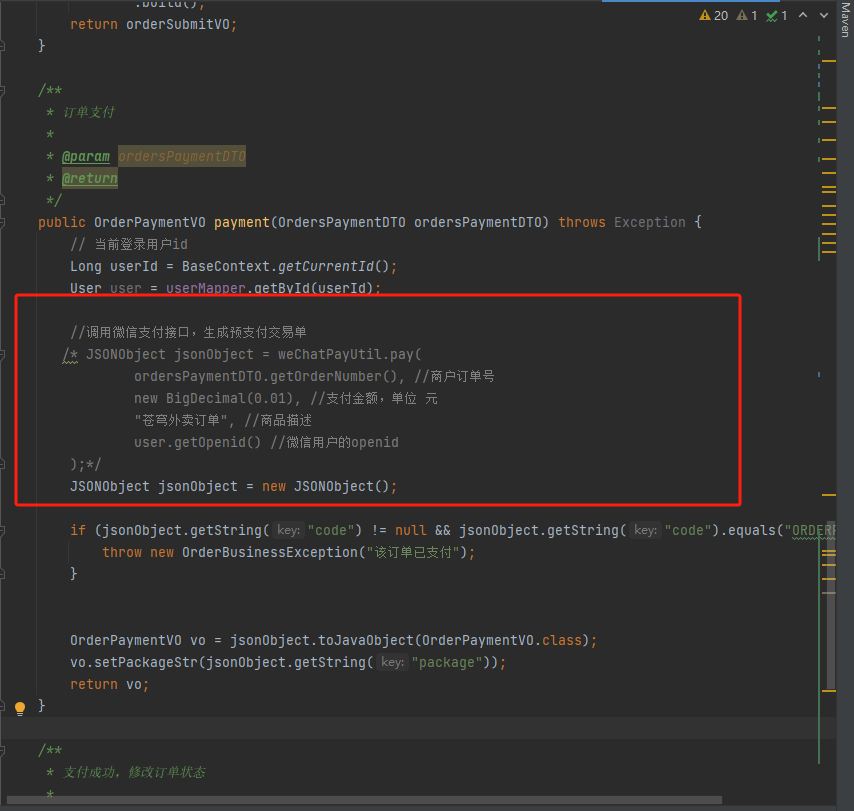 .build();
return orderSubmitVO;
}
20 1 1
Maven
/**
* 订单支付
*
* @param ordersPaymentDTO
* @return
*/
public OrderPaymentVO payment(OrdersPaymentDTO ordersPaymentDTO) throws Exception {
// 当前登录用户id
Long userId = BaseContext.getCurrentId();
User user = userMapper.getById(userId);
//调用微信支付接口，生成预支付交易单
/* JSONObject jsonObject = weChatPayUtil.pay(
ordersPaymentDTO.getOrderNumber(), //商户订单号
new BigDecimal(0.01), //支付金额，单位 元
"苍穹外卖订单", //商品描述
user.getOpenid() //微信用户的openid
);*/
JSONObject jsonObject = new JSONObject();
if (jsonObject.getString( key: "code") != null && jsonObject.getString( key: "code").equals("ORDER
throw new OrderBusinessException("该订单已支付");
}
OrderPaymentVO vo = jsonObject.toJavaObject(OrderPaymentVO.class);
vo.setPackageStr(jsonObject.getString( key: "package"));
return vo;
}
/**
* 支付成功，修改订单状态
*